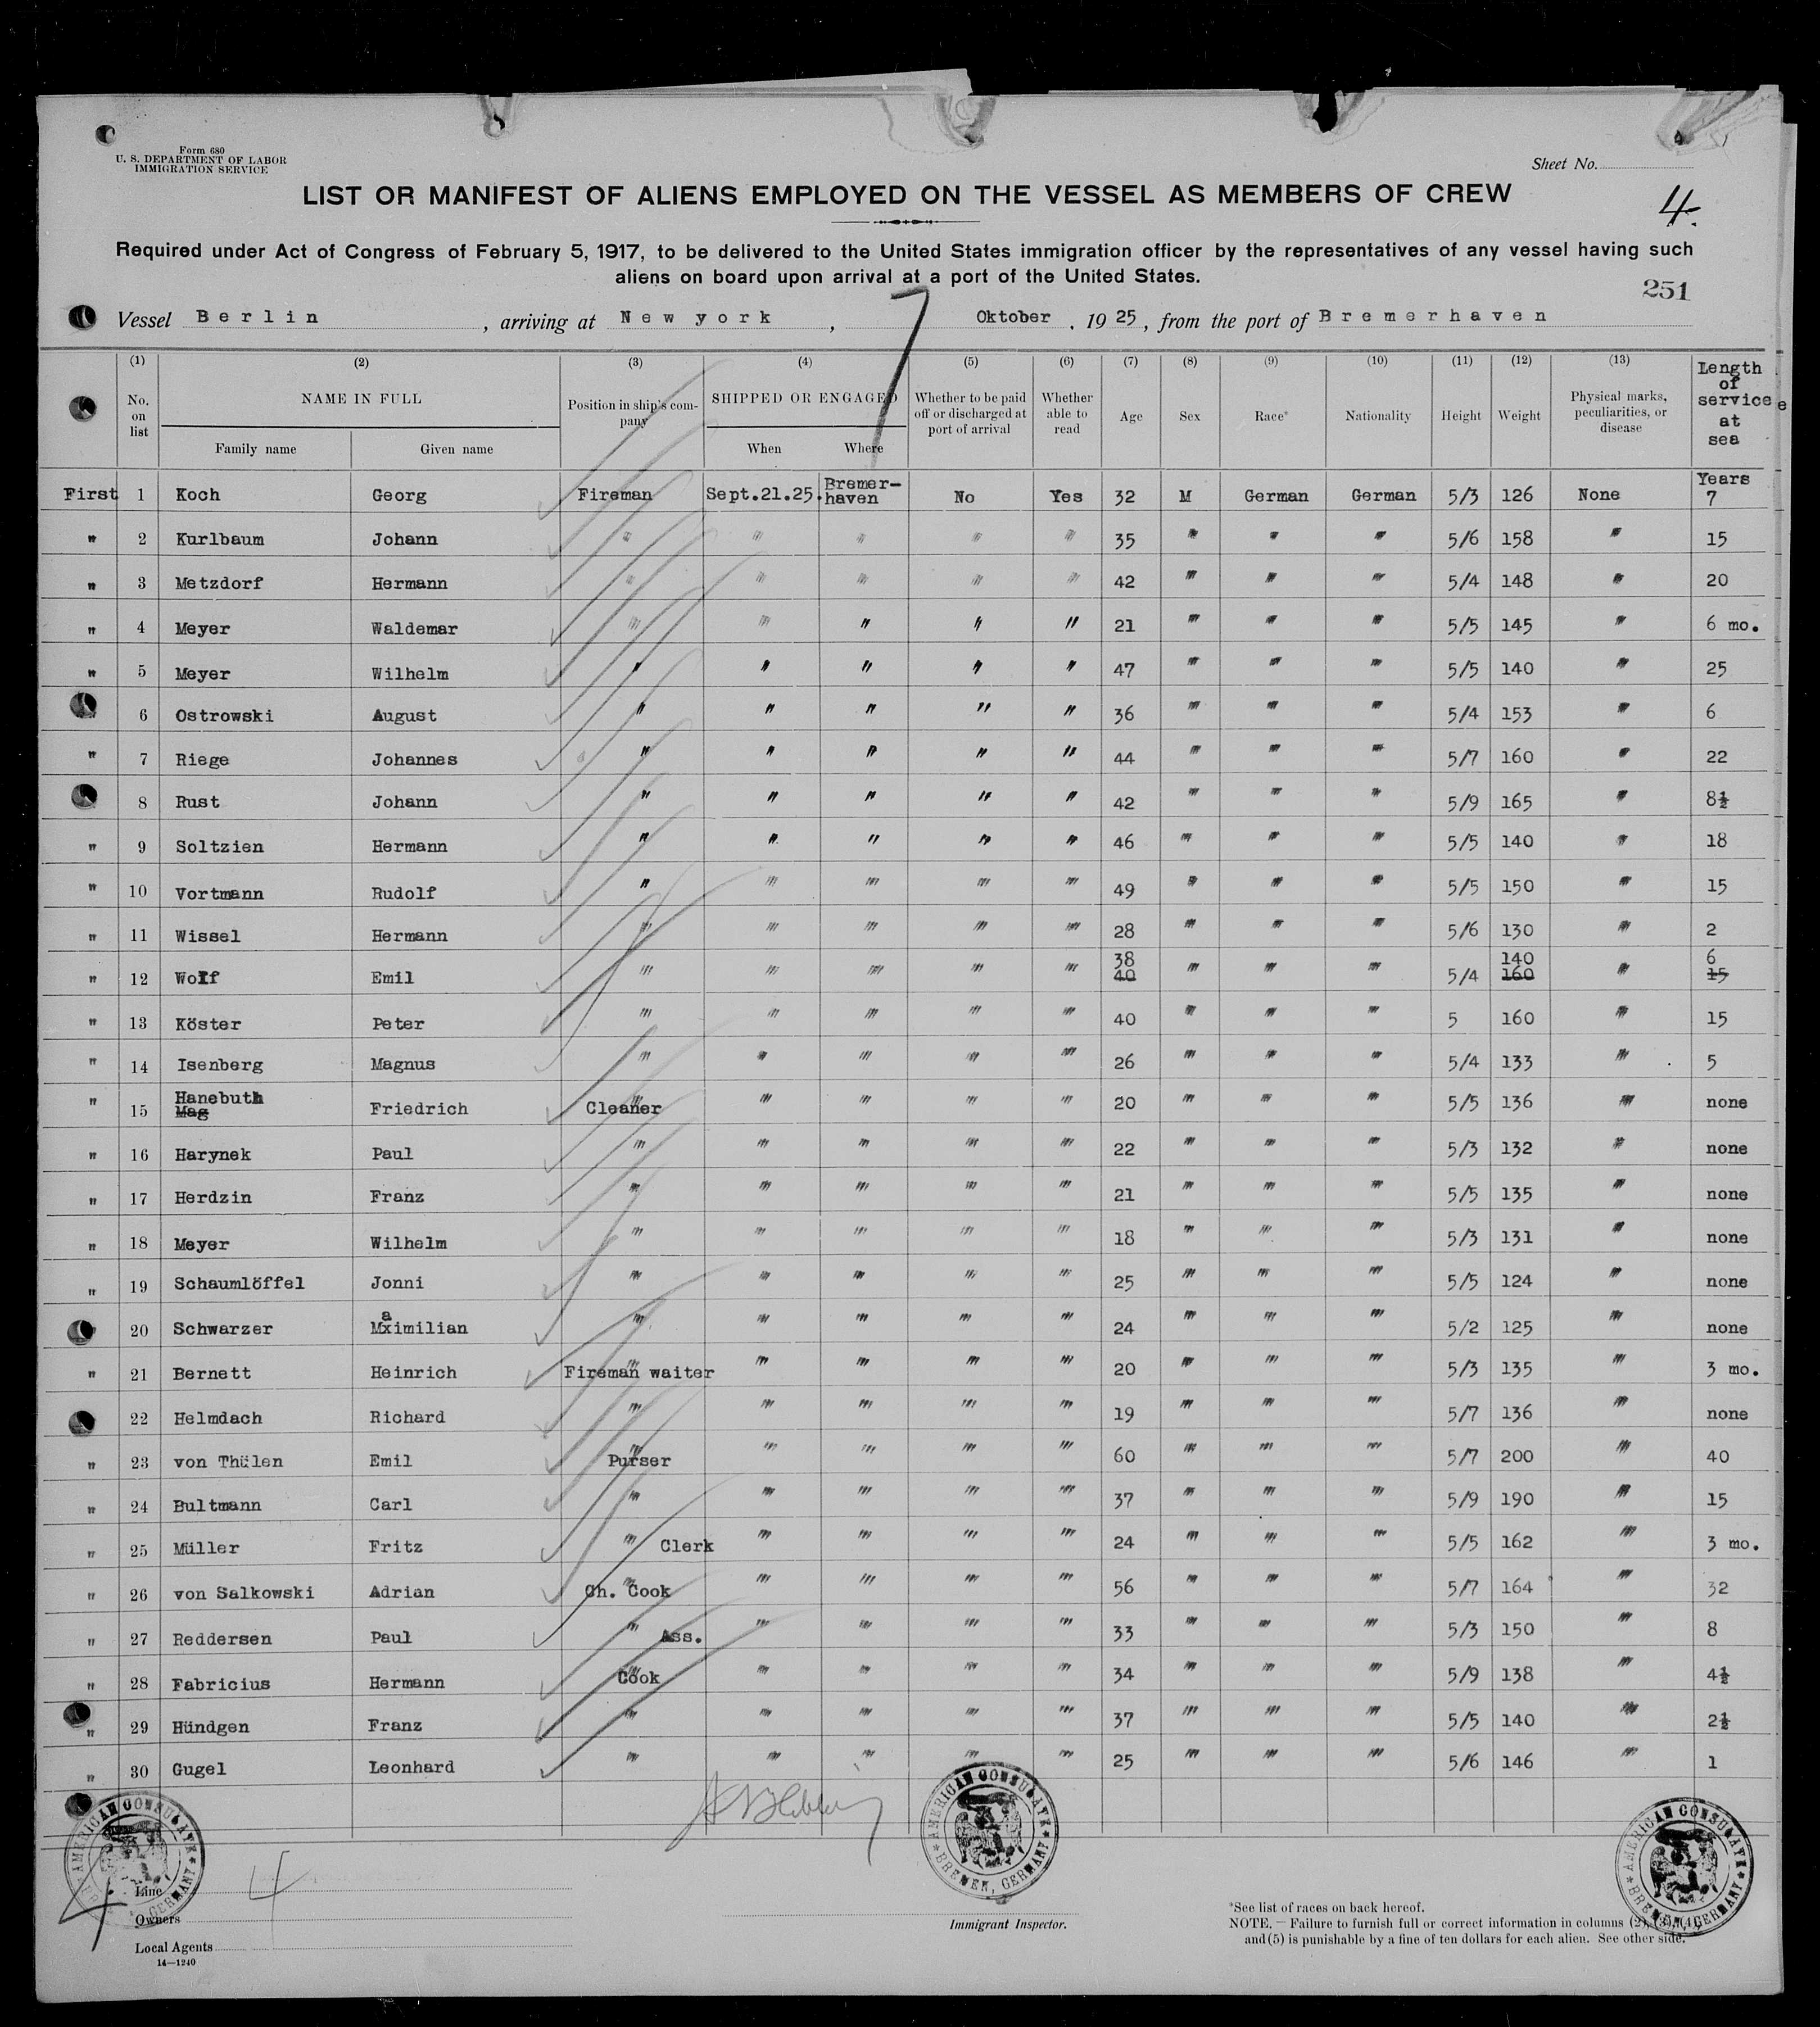 Form 680
U. S. DEPARTMENT OF LABOR
IMMIGRATION SERVICE
Sheet No.
LIST OR MANIFEST OF ALIENS EMPLOYED ON THE VESSEL AS MEMBERS OF CREW
4.
Required under Act of Congress of February 5, 1917, to be delivered to the United States immigration officer by the representatives of any vessel having such
aliens on board upon arrival at a port of the United States.
251
Vessel Berlin, arriving at New york, 7 Oktober, 1925, from the port of Bremerhaven
(1) (2) (3) (4) (5) (6) (7) (8) (9) (10) (11) (12) (13)
No. on list NAME IN FULL Family name Given name Position in ship's company SHIPPED OR ENGAGED When Where Whether to be paid off or discharged at port of arrival Whether able to read Age Sex Race* Nationality Height Weight Physical marks, peculiarities, or disease Length of service at sea
First 1 Koch Georg Fireman Sept.21.25. Bremer-haven No Yes 32 M German German 5/3 126 None Years 7
" 2 Kurlbaum Johann " " " " " 35 " " " 5/6 158 " 15
" 3 Metzdorf Hermann " " " " " 42 " " " 5/4 148 " 20
" 4 Meyer Waldemar " " " " " 21 " " " 5/5 145 " 6 mo.
" 5 Meyer Wilhelm " " " " " 47 " " " 5/5 140 " 25
6 Ostrowski August " " " " " 36 " " " 5/4 153 " 6
" 7 Riege Johannes " " " " " 44 " " " 5/7 160 " 22
8 Rust Johann " " " " " 42 " " " 5/9 165 " 8½
" 9 Soltzien Hermann " " " " " 46 " " " 5/5 140 " 18
" 10 Vortmann Rudolf " " " " " 49 " " " 5/5 150 " 15
" 11 Wissel Hermann " " " " " 28 " " " 5/6 130 " 2
" 12 Wolf Emil " " " " " 38 40 " " " 5/4 140 160 " 6 15
" 13 Köster Peter " " " " " 40 " " " 5 160 " 15
" 14 Isenberg Magnus " " " " " 26 " " " 5/4 133 " 5
" 15 Hanebuth Mag Friedrich Cleaner " " " " 20 " " " 5/5 136 " none
" 16 Harynek Paul " " " " " 22 " " " 5/3 132 " none
" 17 Herdzin Franz " " " " " 21 " " " 5/5 135 " none
" 18 Meyer Wilhelm " " " " " 18 " " " 5/3 131 " none
" 19 Schaumlöffel Jonni " " " " " 25 " " " 5/5 124 " none
20 Schwarzer Maximilian " " " " " 24 " " " 5/2 125 " none
" 21 Bernett Heinrich Fireman waiter " " " " 20 " " " 5/3 135 " 3 mo.
22 Helmdach Richard " " " " " 19 " " " 5/7 136 " none
" 23 von Thülen Emil Purser " " " " 60 " " " 5/7 200 " 40
" 24 Bultmann Carl " " " " " 37 " " " 5/9 190 " 15
" 25 Müller Fritz " Clerk " " " " 24 " " " 5/5 162 " 3 mo.
" 26 von Salkowski Adrian Ch. Cook " " " " 56 " " " 5/7 164 " 32
" 27 Reddersen Paul " Ass. " " " " 33 " " " 5/3 150 " 8
" 28 Fabricius Hermann Cook " " " " 34 " " " 5/9 138 " 4½
" 29 Hündgen Franz " " " " " 37 " " " 5/5 140 " 2½
" 30 Gugel Leonhard " " " " " 25 " " " 5/6 146 " 1
AMERICAN CONSULATE BREMEN, GERMANY
AMERICAN CONSULATE BREMEN, GERMANY
AMERICAN CONSULATE BREMEN, GERMANY
4
Line 4
Owners
Local Agents
14—1240
Immigrant Inspector.
*See list of races on back hereof.
NOTE. – Failure to furnish full or correct information in columns (2), (3), (4),
and (5) is punishable by a fine of ten dollars for each alien. See other side.